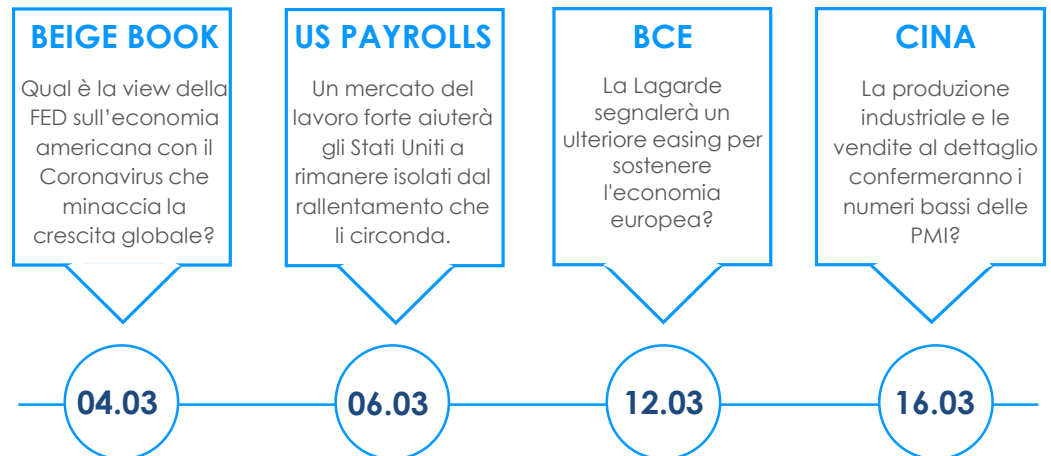 BEIGE BOOK
Qual è la view della
FED sull'economia
americana con il
Coronavirus che
minaccia la
crescita globale?
US PAYROLLS
Un mercato del
lavoro forte aiuterà
gli Stati Uniti a
rimanere isolati dal
rallentamento che
li circonda.
BCE
La Lagarde
segnalerà un
ulteriore easing per
sostenere
l'economia
europea?
CINA
La produzione
industriale e le
vendite al dettaglio
confermeranno i
numeri bassi delle
PMI?
04.03
06.03
12.03
16.03